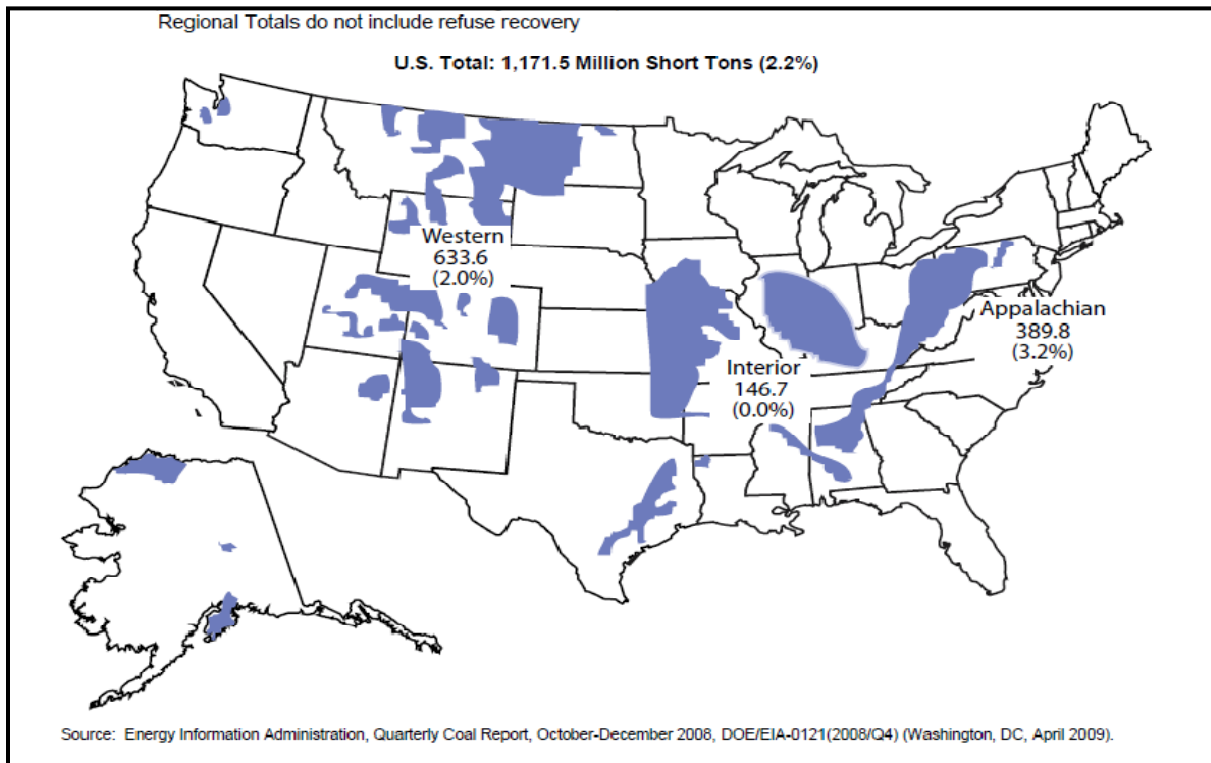 Regional Totals do not include refuse recovery
U.S. Total: 1,171.5 Million Short Tons (2.2%)
Western
633.6
(2.0%)
Appalachian
389.8
(3.2%)
Interior
146.7
(0.0%)
Source: Energy Information Administration, Quarterly Coal Report, October-December 2008, DOE/EIA-0121(2008/Q4) (Washington, DC, April 2009).